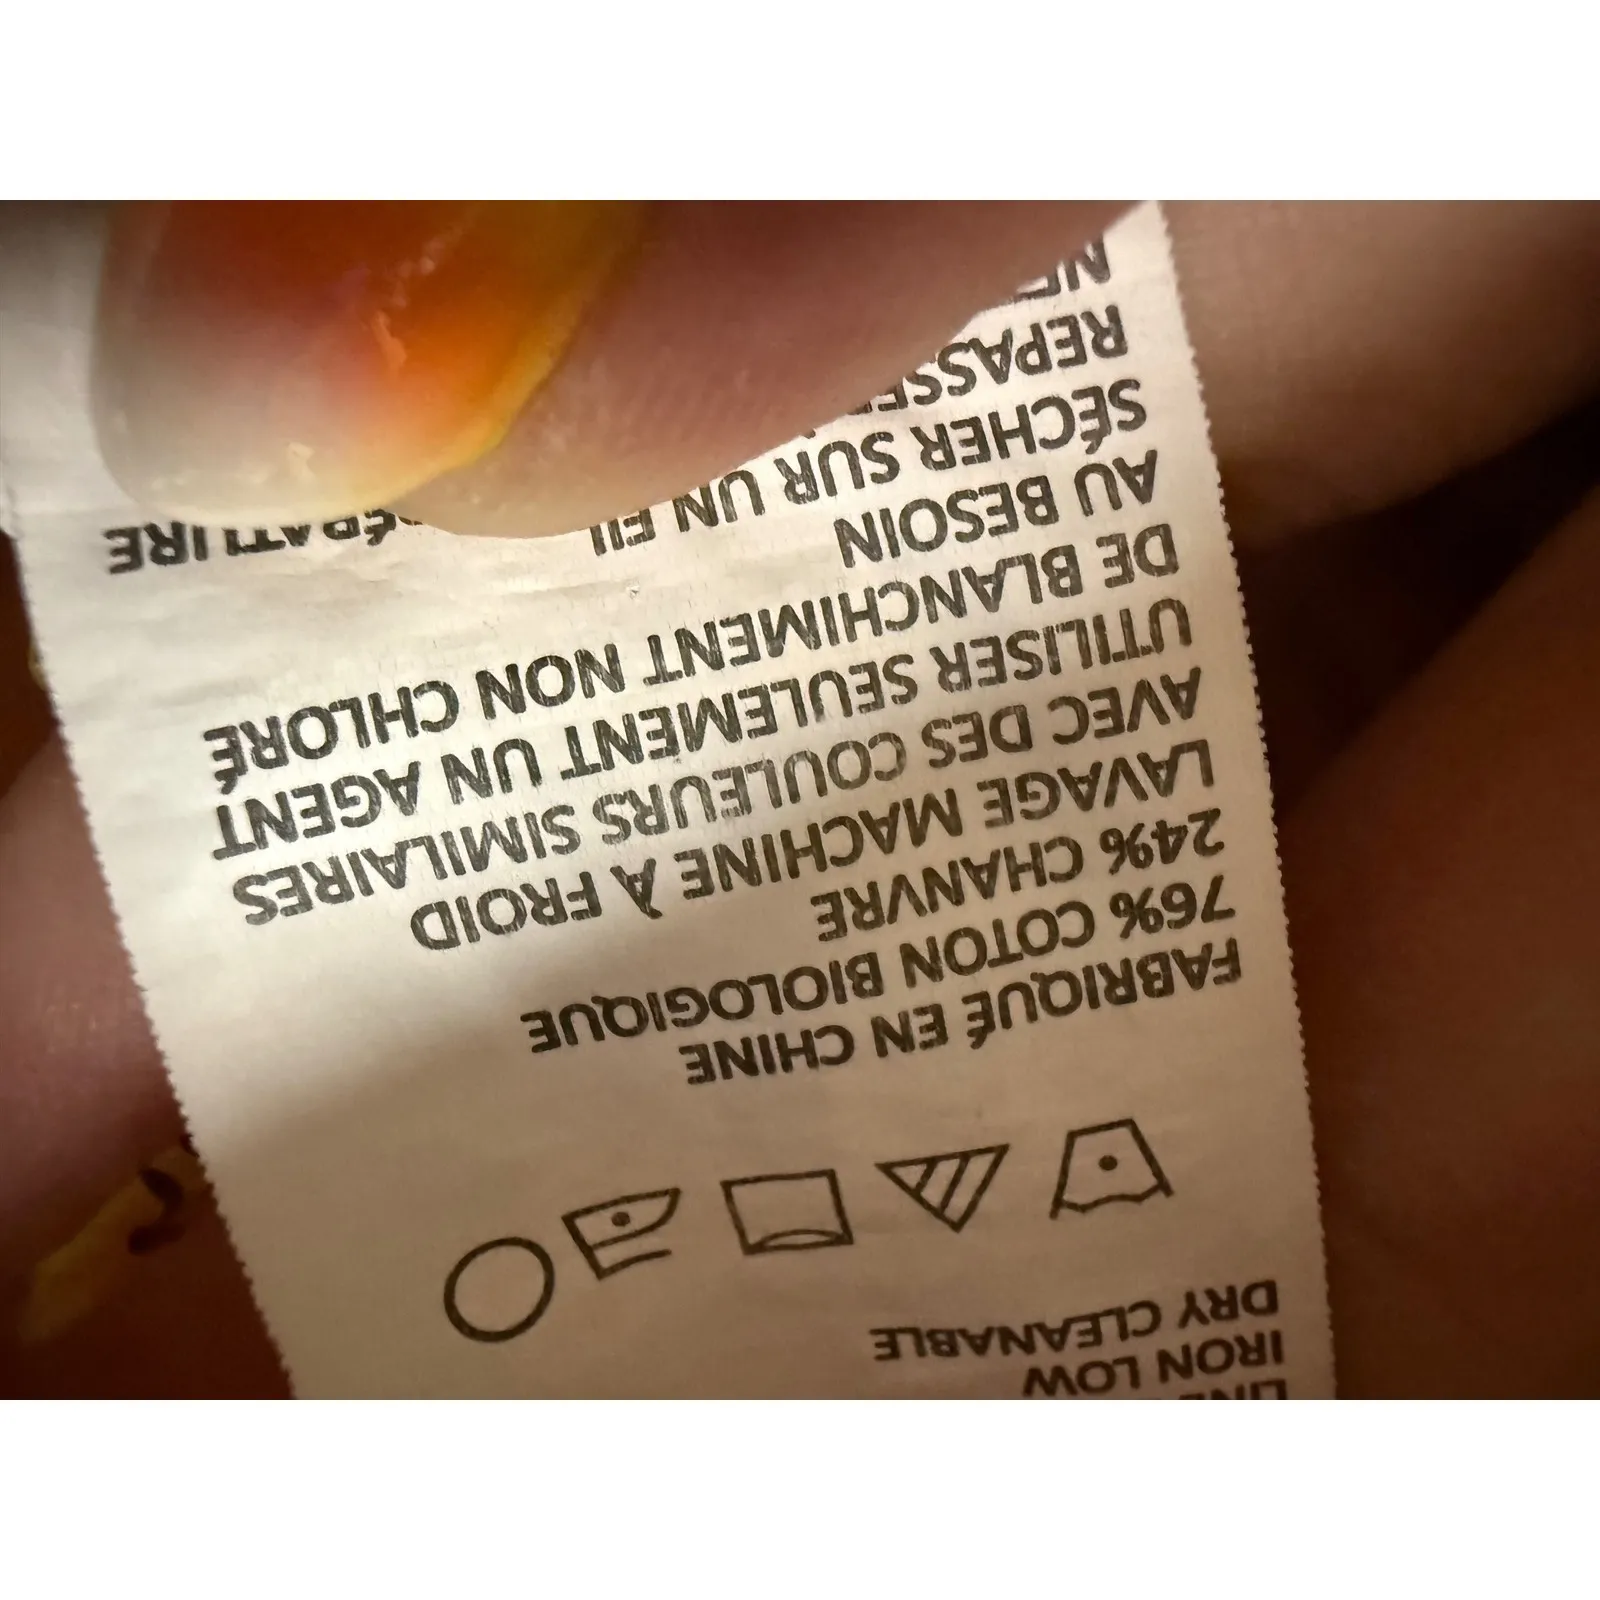 IRON LOW
DRY CLEANABLE
FABRIQUÉ EN CHINE
76% COTON BIOLOGIQUE
24% CHANVRE
LAVAGE MACHINE À FROID
AVEC DES COULEURS SIMILAIRES
UTILISER SEULEMENT UN AGENT
DE BLANCHIMENT NON CHLORÉ
AU BESOIN
SÉCHER SUR UN FIL
REPASSER